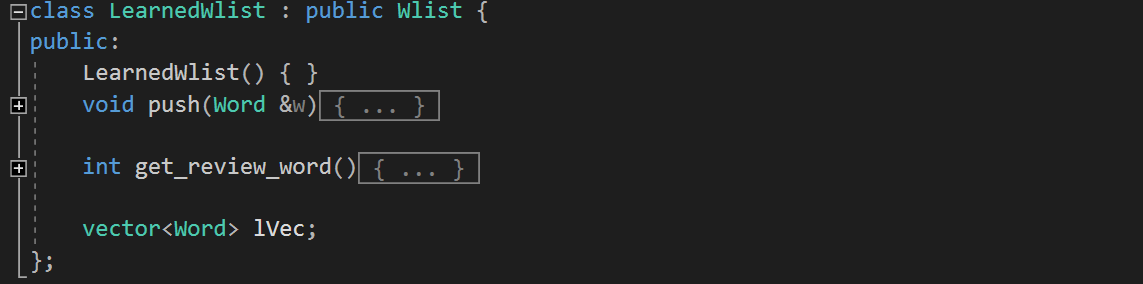 class LearnedWlist : public Wlist {
public:
LearnedWlist() { }
void push(Word &w){ ... }
int get_review_word(){ ... }
vector<Word> lVec;
};